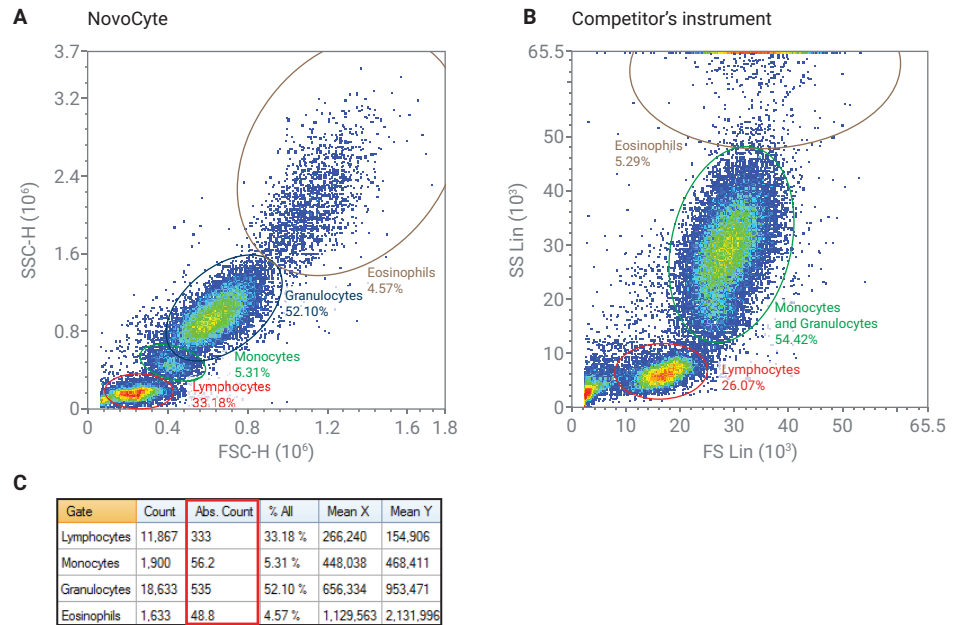 A NovoCyte
3.7
3.2
2.4
1.6
0.8
0
SSC-H (10⁶)
Eosinophils
4.57%
Granulocytes
52.10%
Monocytes
5.31%
Lymphocytes
33.18%
0 0.4 0.8 1.2 1.6 1.8
FSC-H (10⁶)
B Competitor's instrument
65.5
50
40
30
20
10
0
SS Lin (10³)
Eosinophils
5.29%
Monocytes
and Granulocytes
54.42%
Lymphocytes
26.07%
0 10 20 30 40 50 65.5
FS Lin (10³)
C
Gate Count Abs. Count % All Mean X Mean Y
Lymphocytes 11,867 333 33.18 % 266,240 154,906
Monocytes 1,900 56.2 5.31 % 448,038 468,411
Granulocytes 18,633 535 52.10 % 656,334 953,471
Eosinophils 1,633 48.8 4.57 % 1,129,563 2,131,996